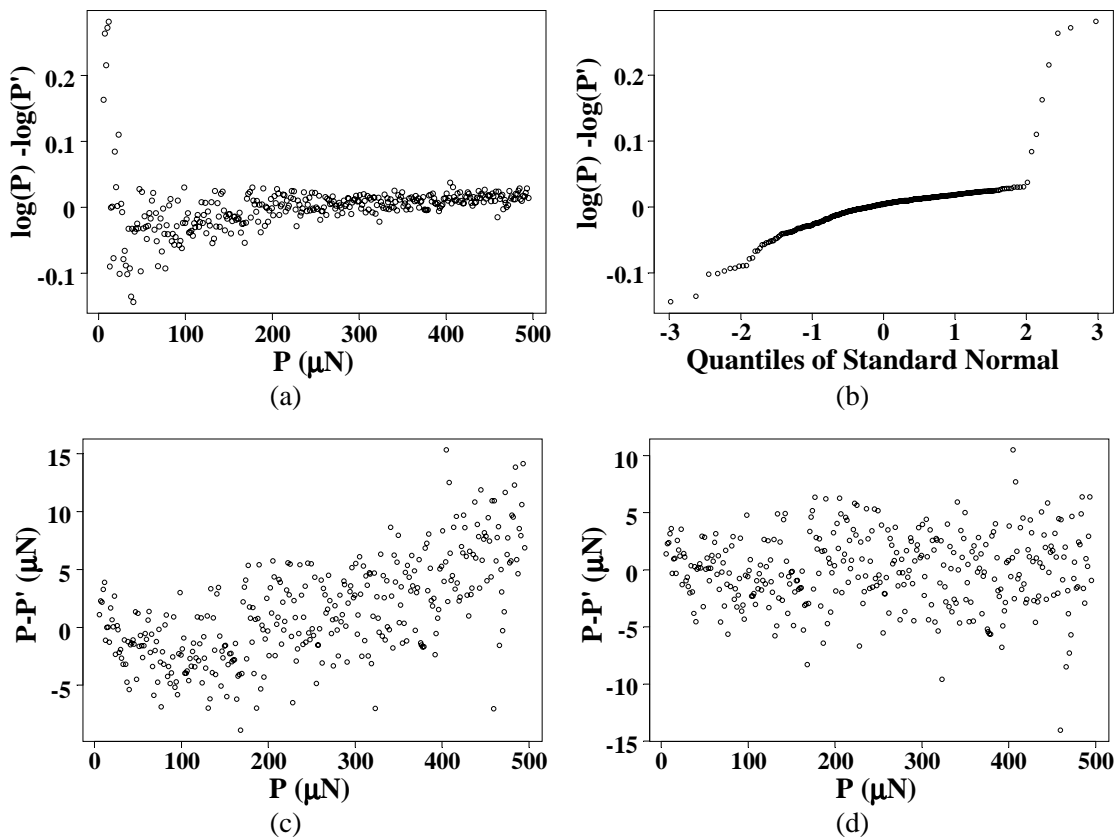 log(P) -log(P')
0.2
0.1
0
-0.1
0 100 200 300 400 500
P (μN)
(a)
log(P) -log(P')
0.2
0.1
0
-0.1
-3 -2 -1 0 1 2 3
Quantiles of Standard Normal
(b)
P-P' (μN)
15
10
5
0
-5
0 100 200 300 400 500
P (μN)
(c)
P-P' (μN)
10
5
0
-5
-10
-15
0 100 200 300 400 500
P (μN)
(d)